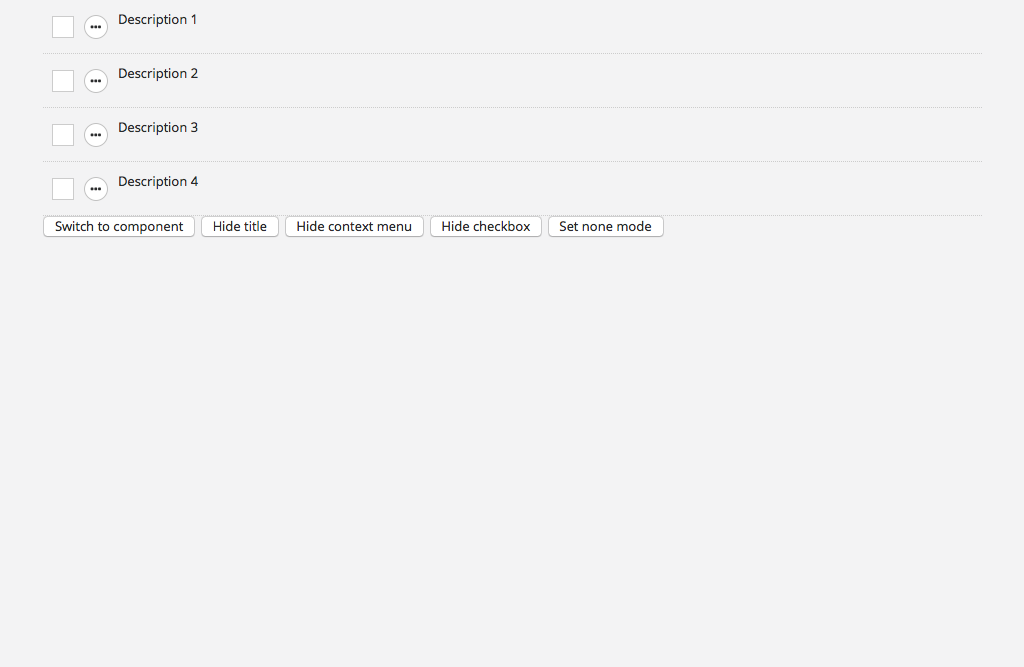 Description 1
Description 2
Description 3
Description 4
Switch to component Hide title Hide context menu Hide checkbox Set none mode